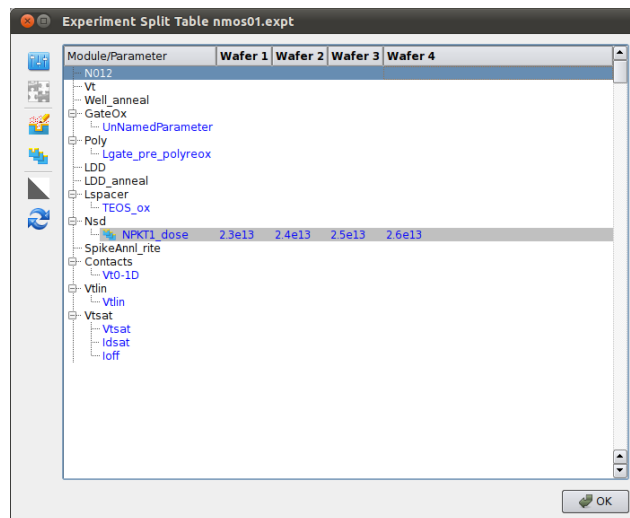 Experiment Split Table nmos01.expt
Module/Parameter Wafer 1 Wafer 2 Wafer 3 Wafer 4
N012
Vt
Well_anneal
GateOx
UnNamedParameter
Poly
Lgate_pre_polyreox
LDD
LDD_anneal
Lspacer
TEOS_ox
Nsd
NPKT1_dose 2.3e13 2.4e13 2.5e13 2.6e13
SpikeAnnl_rite
Contacts
Vt0-1D
Vtlin
Vtlin
Vtsat
Vtsat
Idsat
Ioff
OK